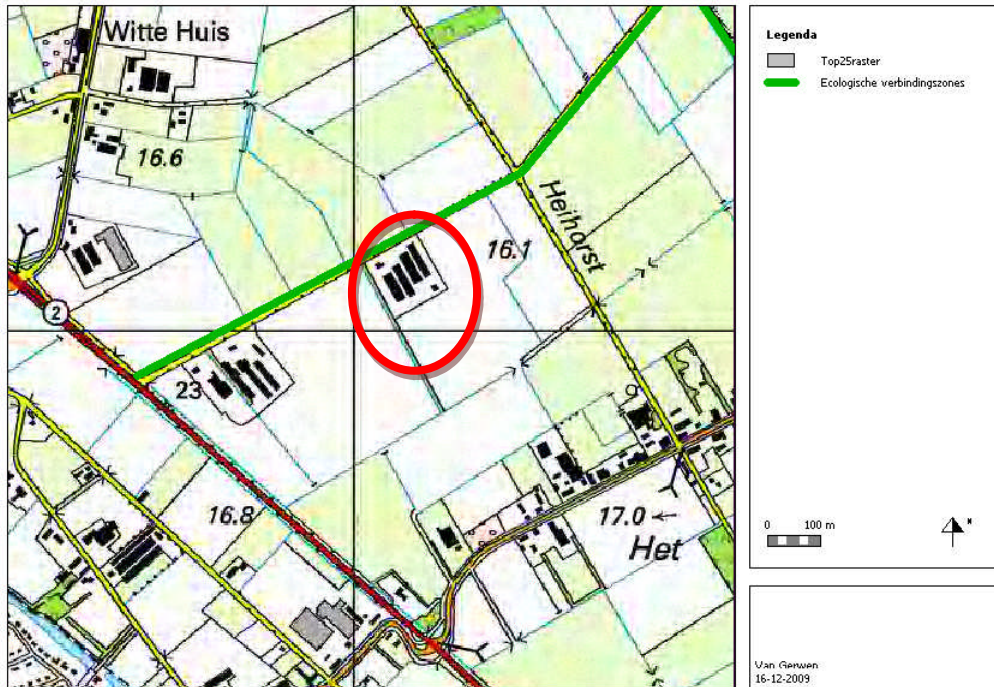 Witte Huis
16.6
Heihorst
16.1
2
23
16.8
17.0
Het
Legenda
Top25raster
Ecologische verbindingszones
0 100 m
N
Van Gerwen
16-12-2009